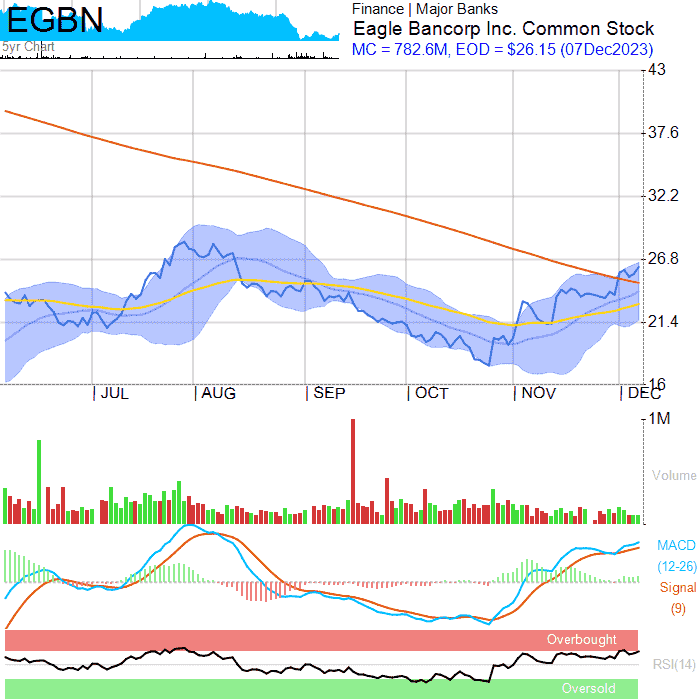 EGBN
5yr Chart
Finance | Major Banks
Eagle Bancorp Inc. Common Stock
MC = 782.6M, EOD = $26.15 (07Dec2023)
43
37.6
32.2
26.8
21.4
16
| JUL | AUG | SEP | OCT | NOV | DEC
1M
Volume
MACD
(12-26)
Signal
(9)
Overbought
RSI(14)
Oversold